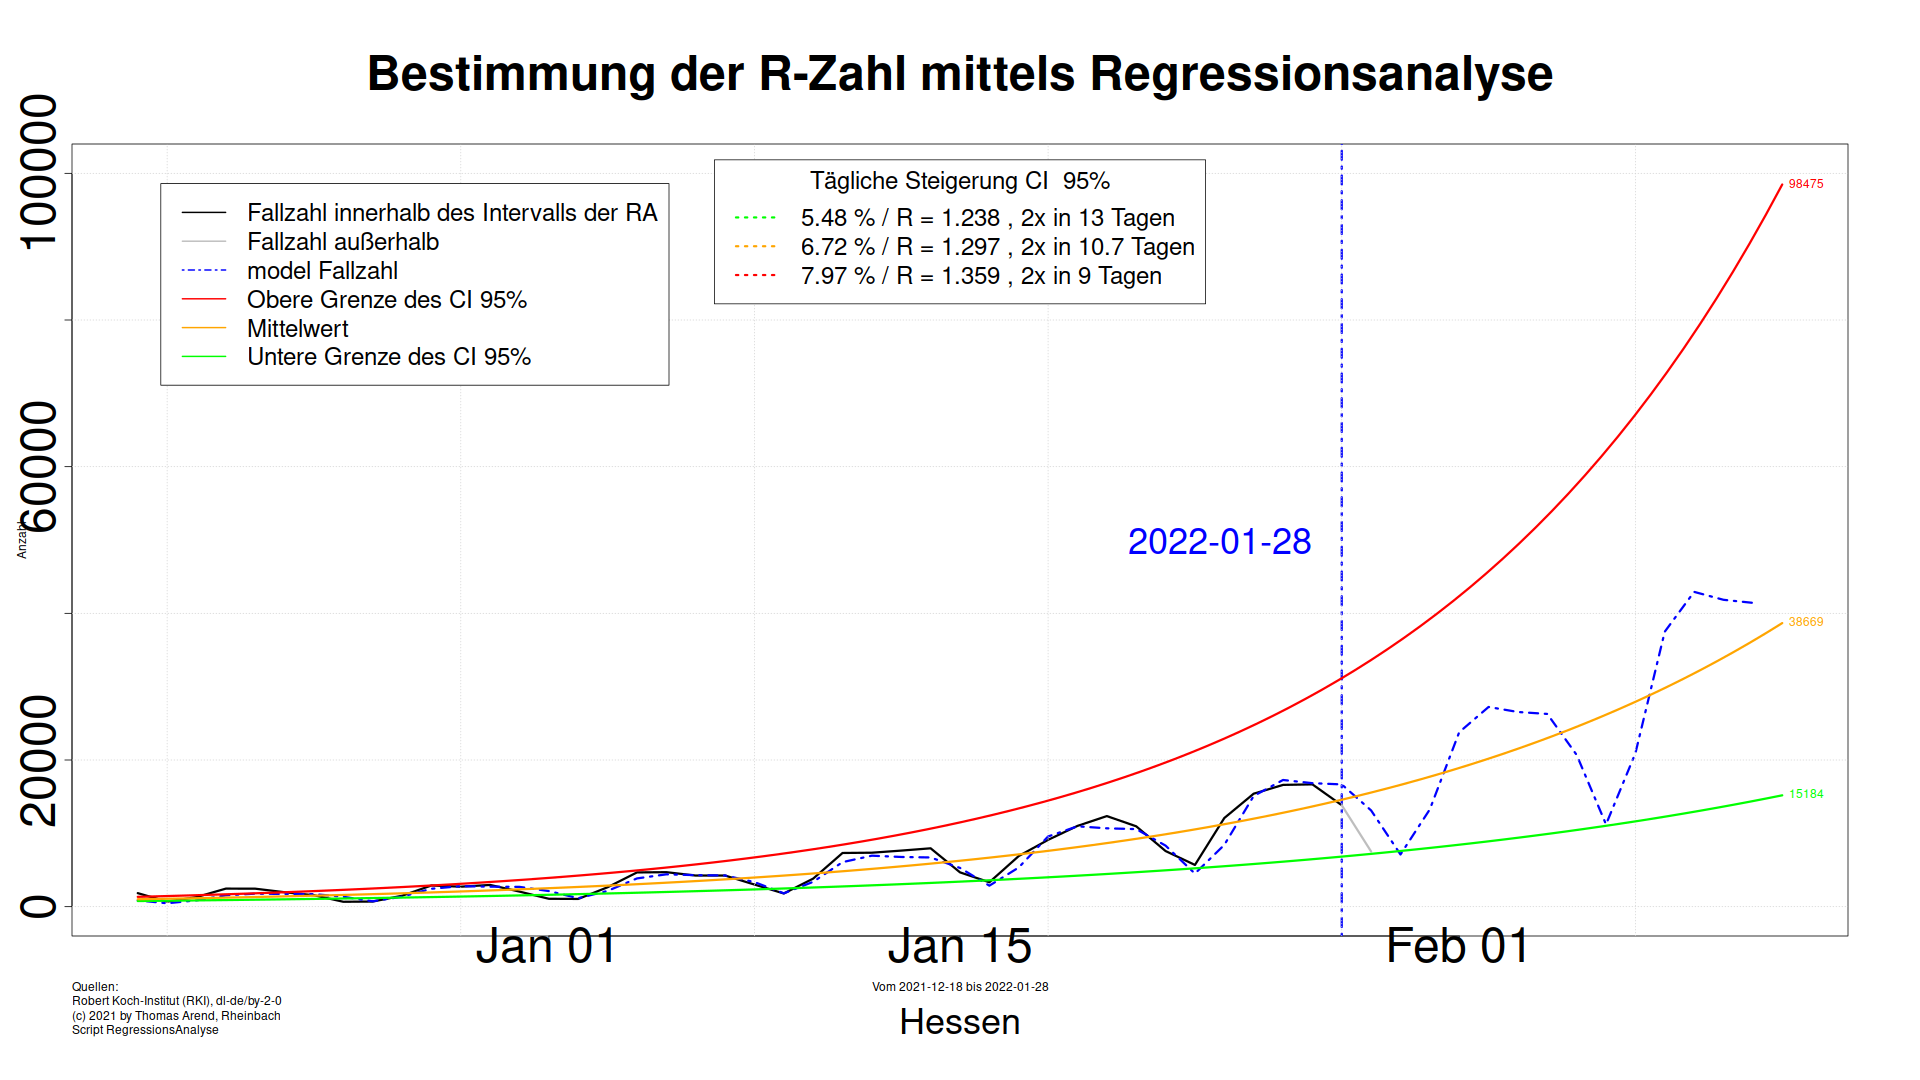 Bestimmung der R-Zahl mittels Regressionsanalyse
Fallzahl innerhalb des Intervalls der RA
Fallzahl außerhalb
model Fallzahl
Obere Grenze des CI 95%
Mittelwert
Untere Grenze des CI 95%
Tägliche Steigerung CI  95%
5.48 % / R = 1.238 , 2x in 13 Tagen
6.72 % / R = 1.297 , 2x in 10.7 Tagen
7.97 % / R = 1.359 , 2x in 9 Tagen
100000
60000
20000
0
Anzahl
2022-01-28
98475
38669
15184
Jan 01
Jan 15
Feb 01
Quellen:
Robert Koch-Institut (RKI), dl-de/by-2-0
(c) 2021 by Thomas Arend, Rheinbach
Script RegressionsAnalyse
Vom 2021-12-18 bis 2022-01-28
Hessen